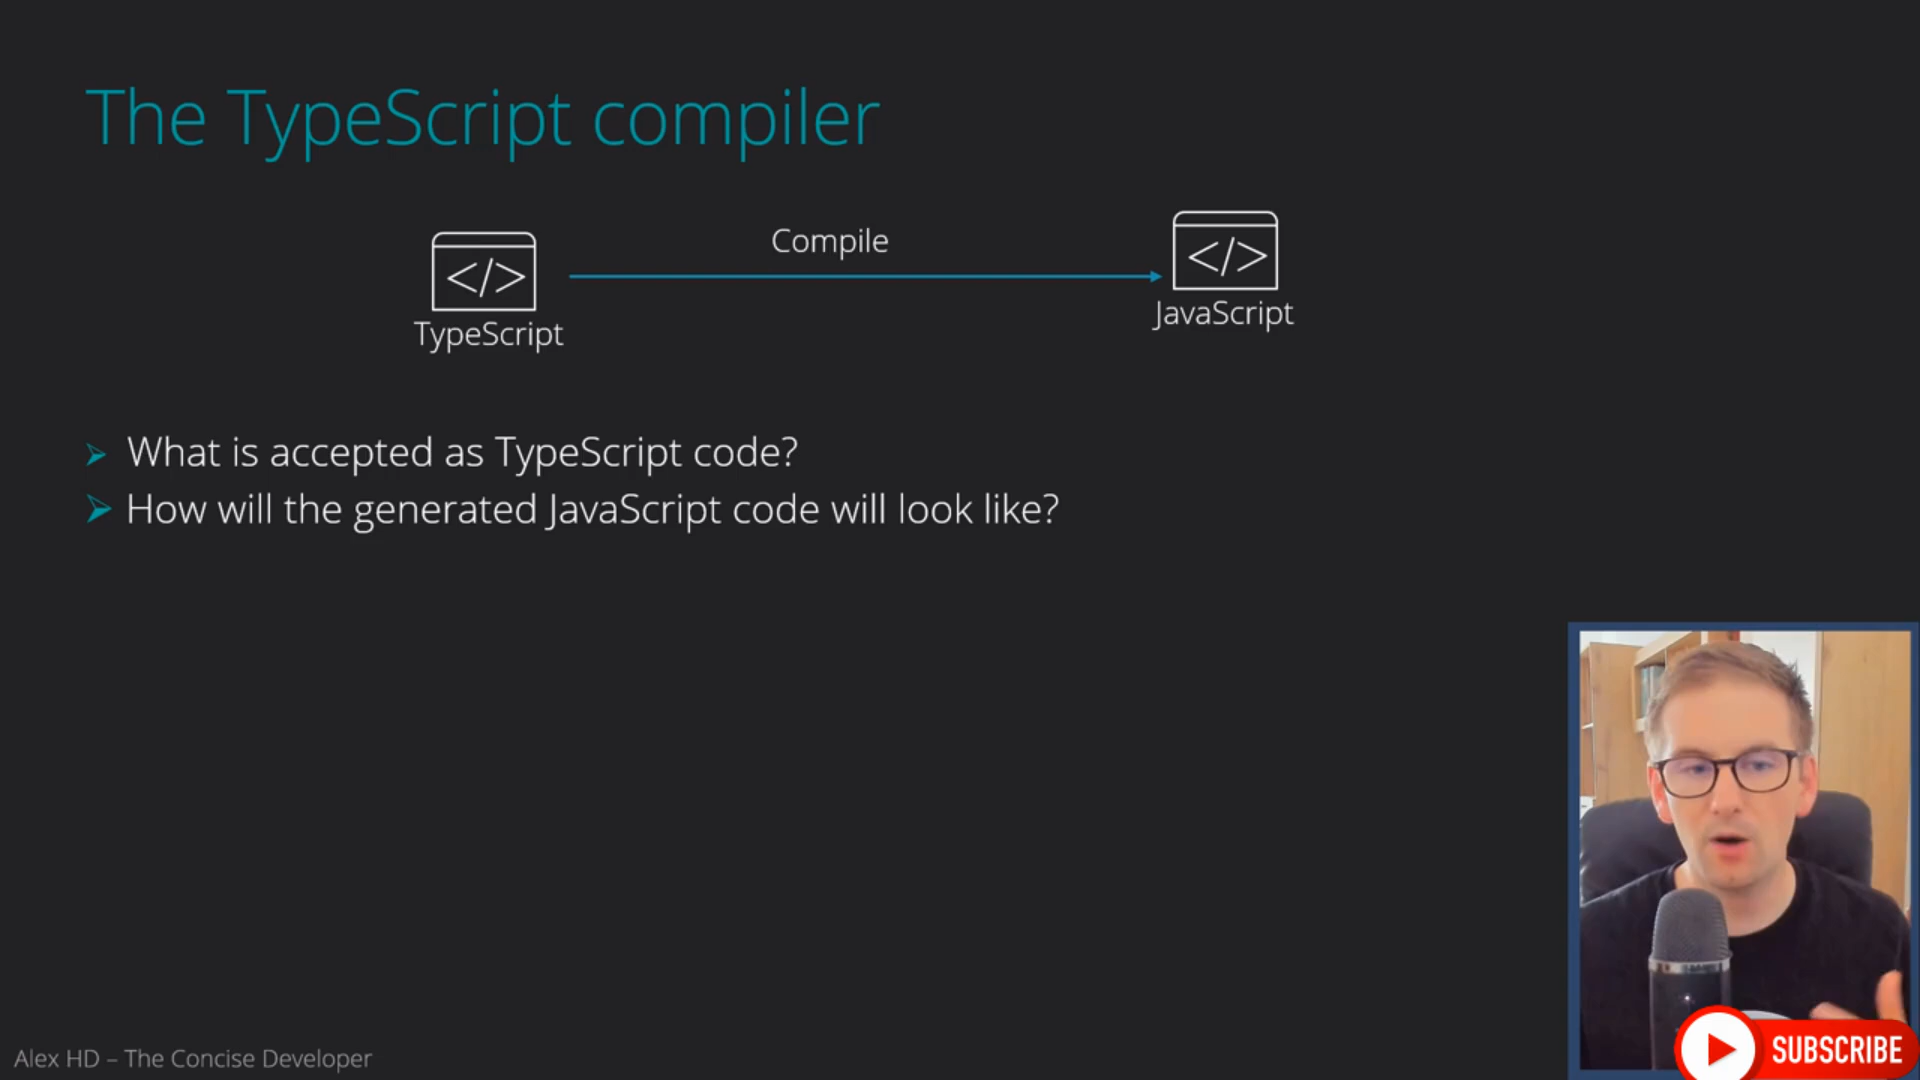 The TypeScript compiler
Compile
</>
</>
TypeScript
JavaScript
What is accepted as TypeScript code?
How will the generated JavaScript code will look like?
Alex HD – The Concise Developer
SUBSCRIBE